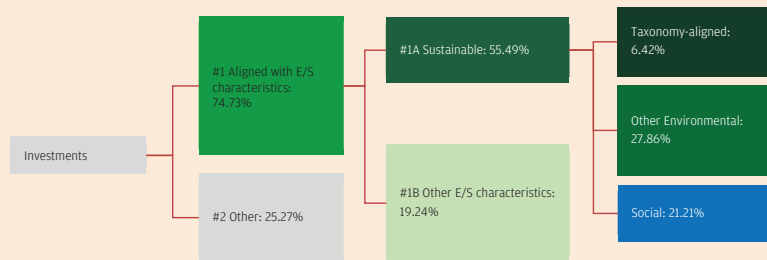 Investments
#1 Aligned with E/S
characteristics:
74.73%
#2 Other: 25.27%
#1A Sustainable: 55.49%
#1B Other E/S characteristics:
19.24%
Taxonomy-aligned:
6.42%
Other Environmental:
27.86%
Social: 21.21%